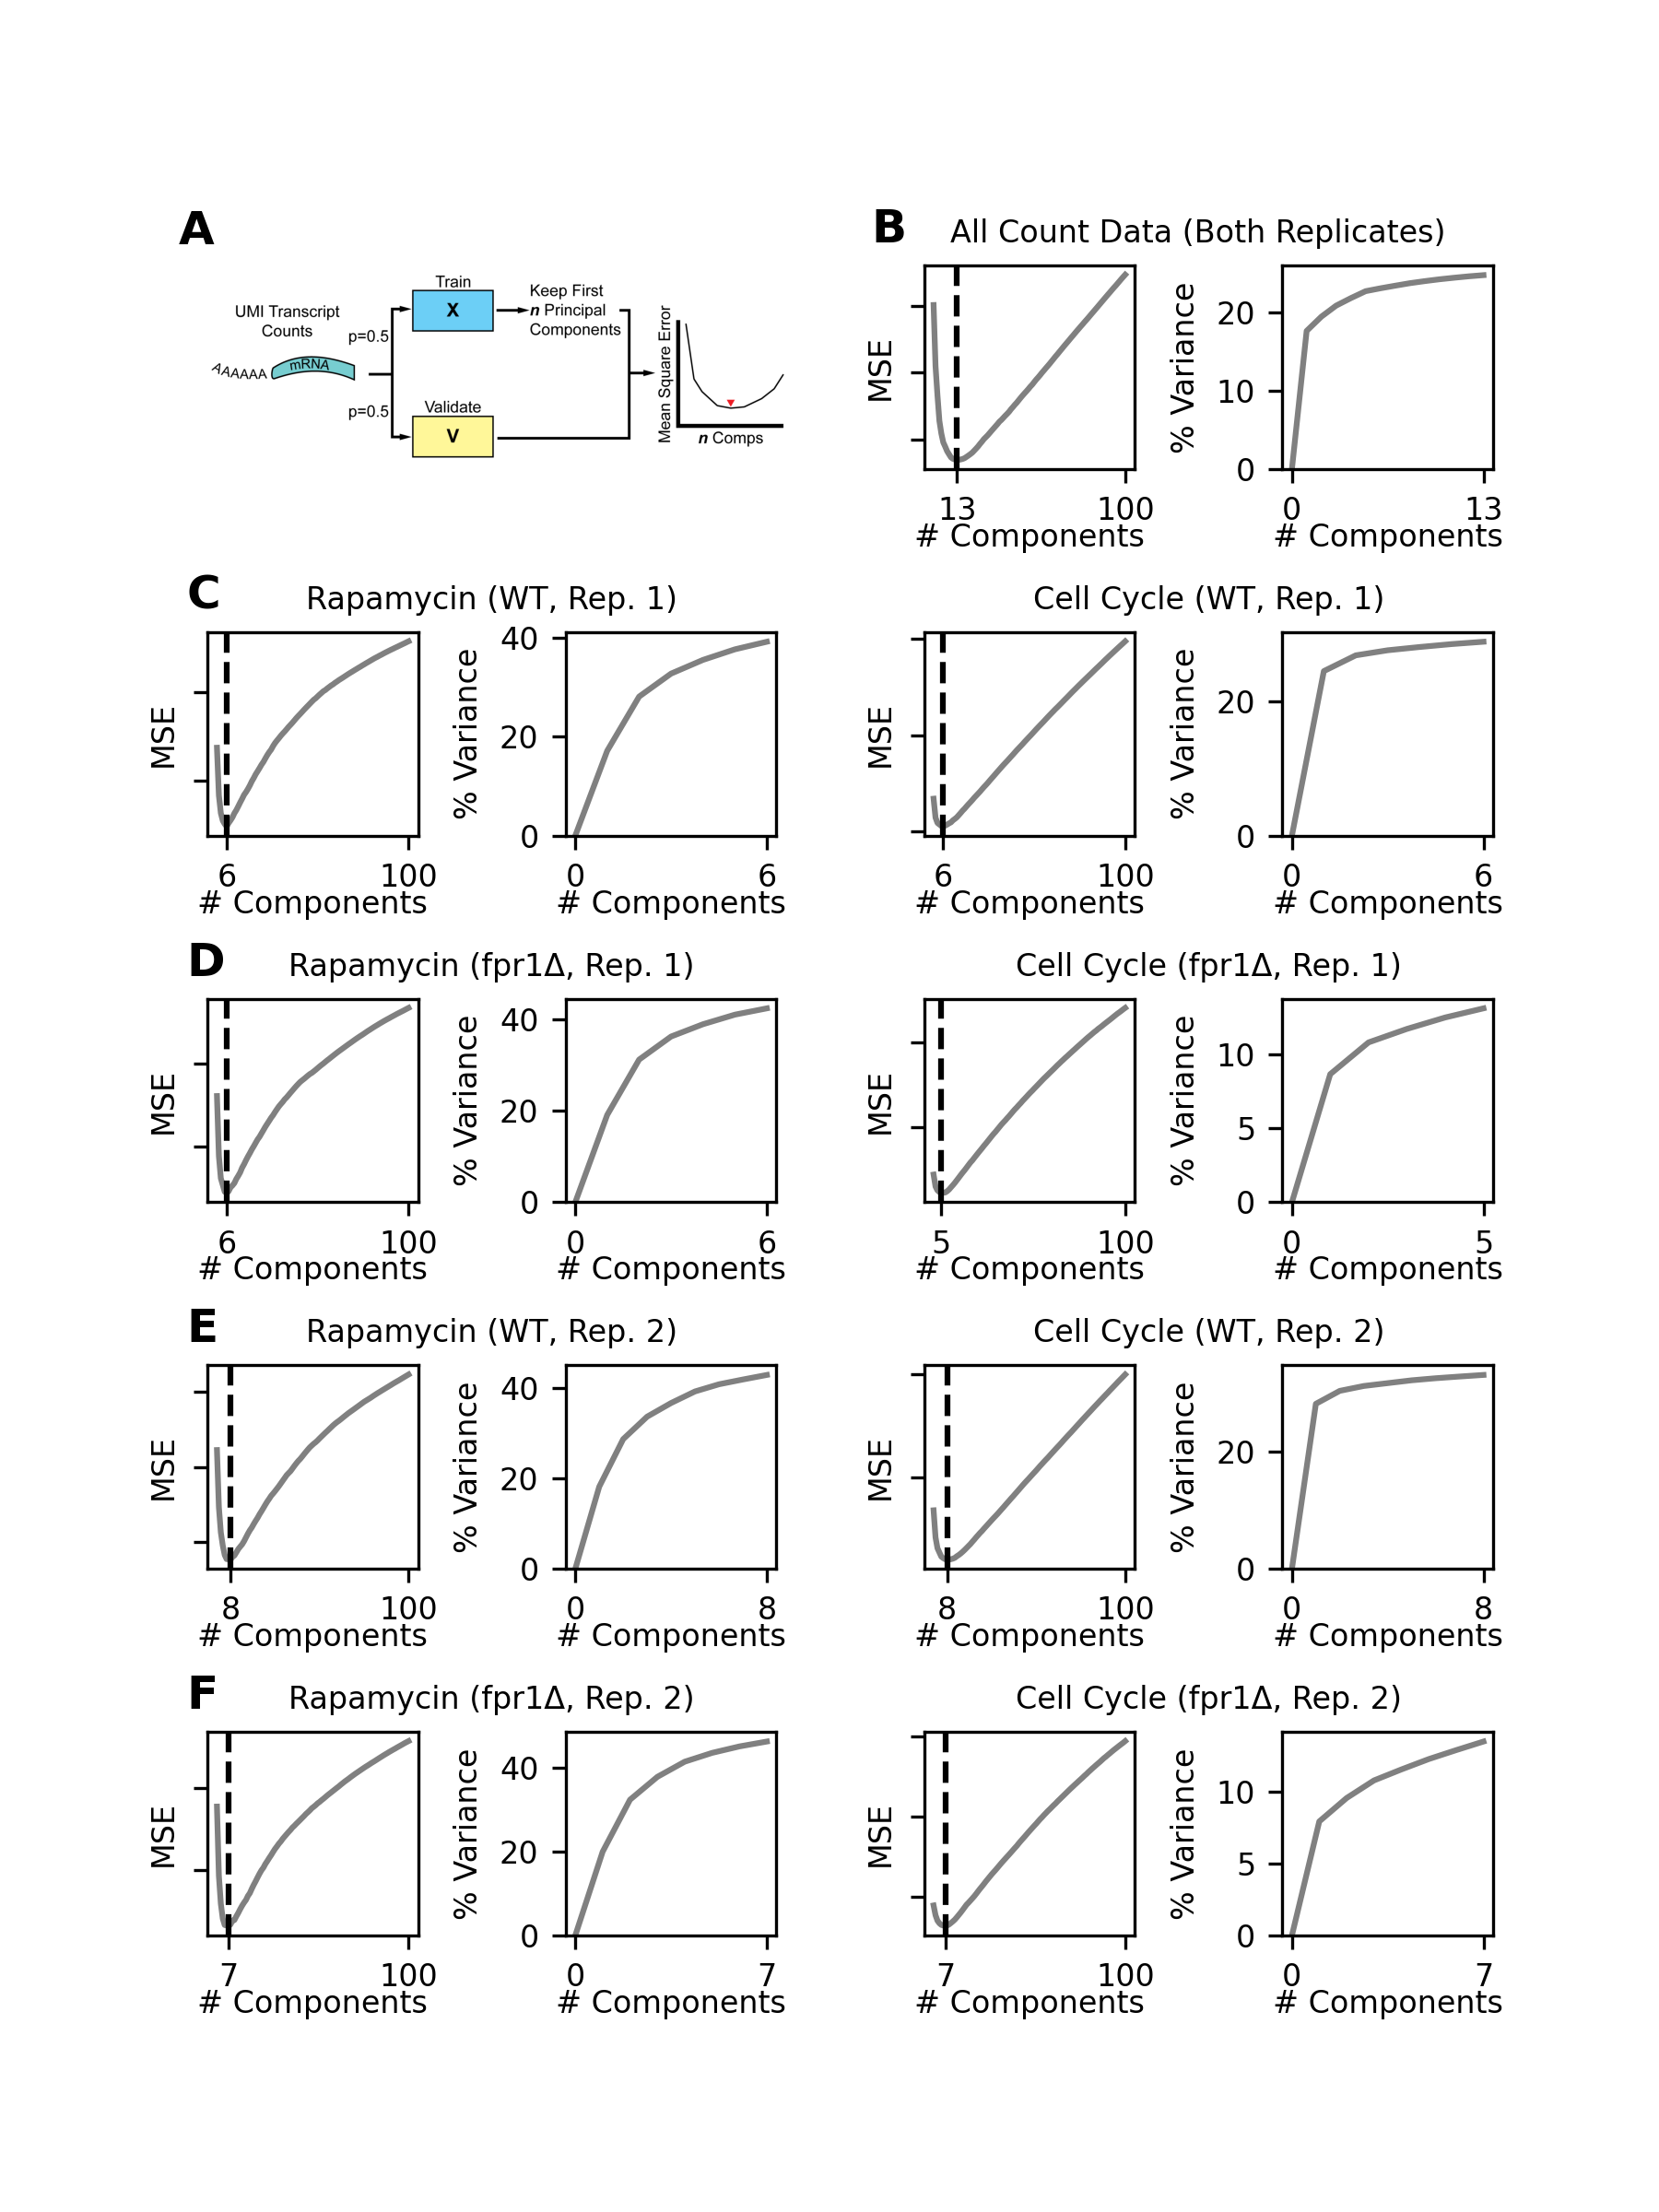 A
UMI Transcript
Counts
AAAAAA
mRNA
p=0.5
p=0.5
Train
X
Keep First
n Principal
Components
Validate
V
Mean Square Error
n Comps
B
All Count Data (Both Replicates)
MSE
13
100
# Components
% Variance
20
10
0
0
13
# Components
C
Rapamycin (WT, Rep. 1)
MSE
6
100
# Components
% Variance
40
20
0
0
6
# Components
Cell Cycle (WT, Rep. 1)
MSE
6
100
# Components
% Variance
20
0
0
6
# Components
D
Rapamycin (fpr1Δ, Rep. 1)
MSE
6
100
# Components
% Variance
40
20
0
0
6
# Components
Cell Cycle (fpr1Δ, Rep. 1)
MSE
5
100
# Components
% Variance
10
5
0
0
5
# Components
E
Rapamycin (WT, Rep. 2)
MSE
8
100
# Components
% Variance
40
20
0
0
8
# Components
Cell Cycle (WT, Rep. 2)
MSE
8
100
# Components
% Variance
20
0
0
8
# Components
F
Rapamycin (fpr1Δ, Rep. 2)
MSE
7
100
# Components
% Variance
40
20
0
0
7
# Components
Cell Cycle (fpr1Δ, Rep. 2)
MSE
7
100
# Components
% Variance
10
5
0
0
7
# Components